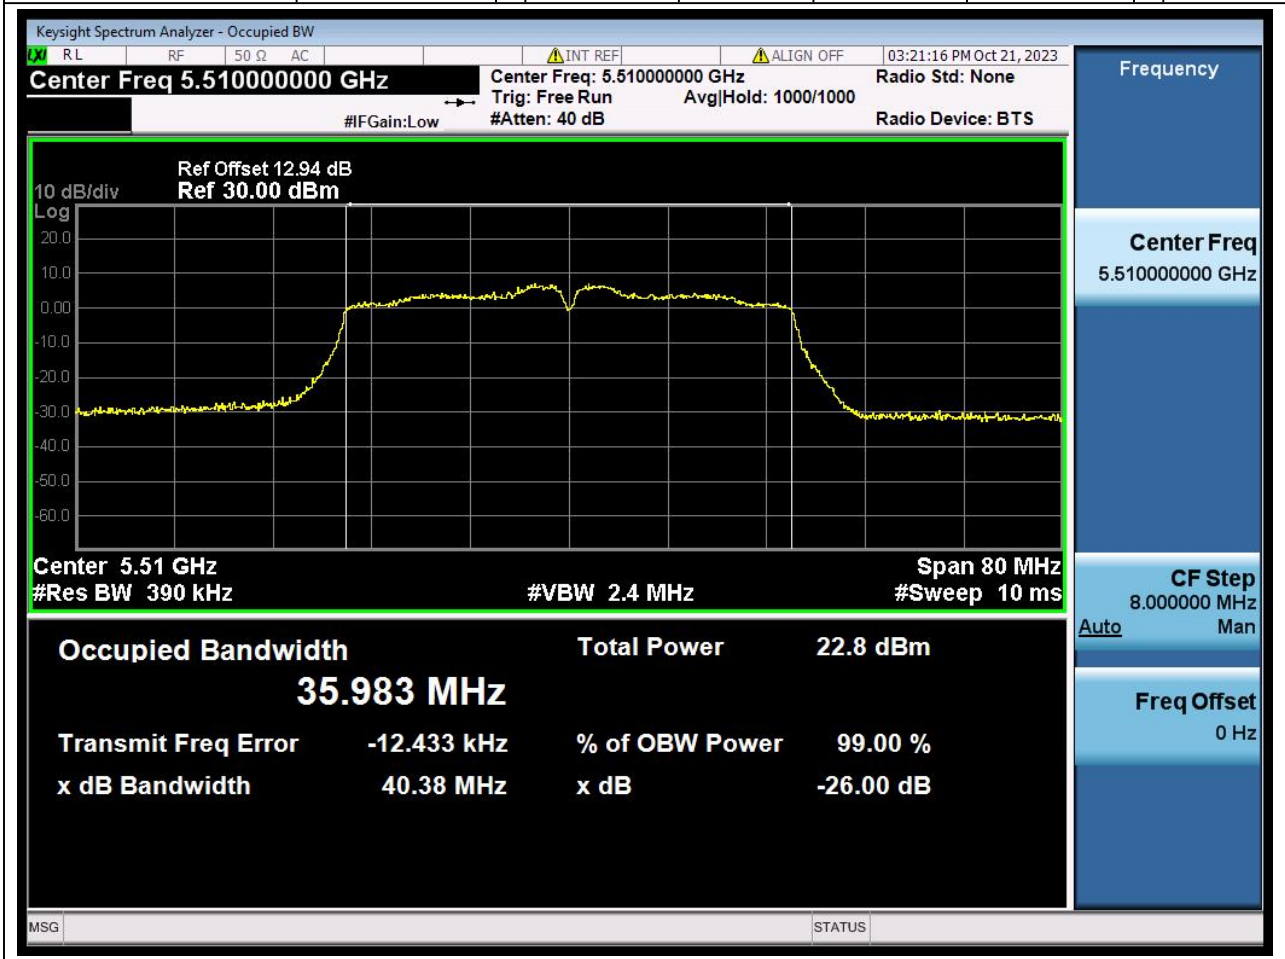 Keysight Spectrum Analyzer - Occupied BW
LXI RL RF 50 Ω AC INT REF ALIGN OFF 03:21:16 PM Oct 21, 2023
Center Freq 5.510000000 GHz
Center Freq: 5.510000000 GHz
Radio Std: None
Trig: Free Run Avg|Hold: 1000/1000
#IFGain:Low
#Atten: 40 dB
Radio Device: BTS
Ref Offset 12.94 dB
10 dB/div Ref 30.00 dBm
Log
20.0
10.0
0.00
-10.0
-20.0
-30.0
-40.0
-50.0
-60.0
Center 5.51 GHz Span 80 MHz
#Res BW 390 kHz #VBW 2.4 MHz #Sweep 10 ms
Occupied Bandwidth Total Power 22.8 dBm
35.983 MHz
Transmit Freq Error -12.433 kHz % of OBW Power 99.00 %
x dB Bandwidth 40.38 MHz x dB -26.00 dB
MSG STATUS
Frequency
Center Freq
5.510000000 GHz
CF Step
8.000000 MHz
Auto Man
Freq Offset
0 Hz